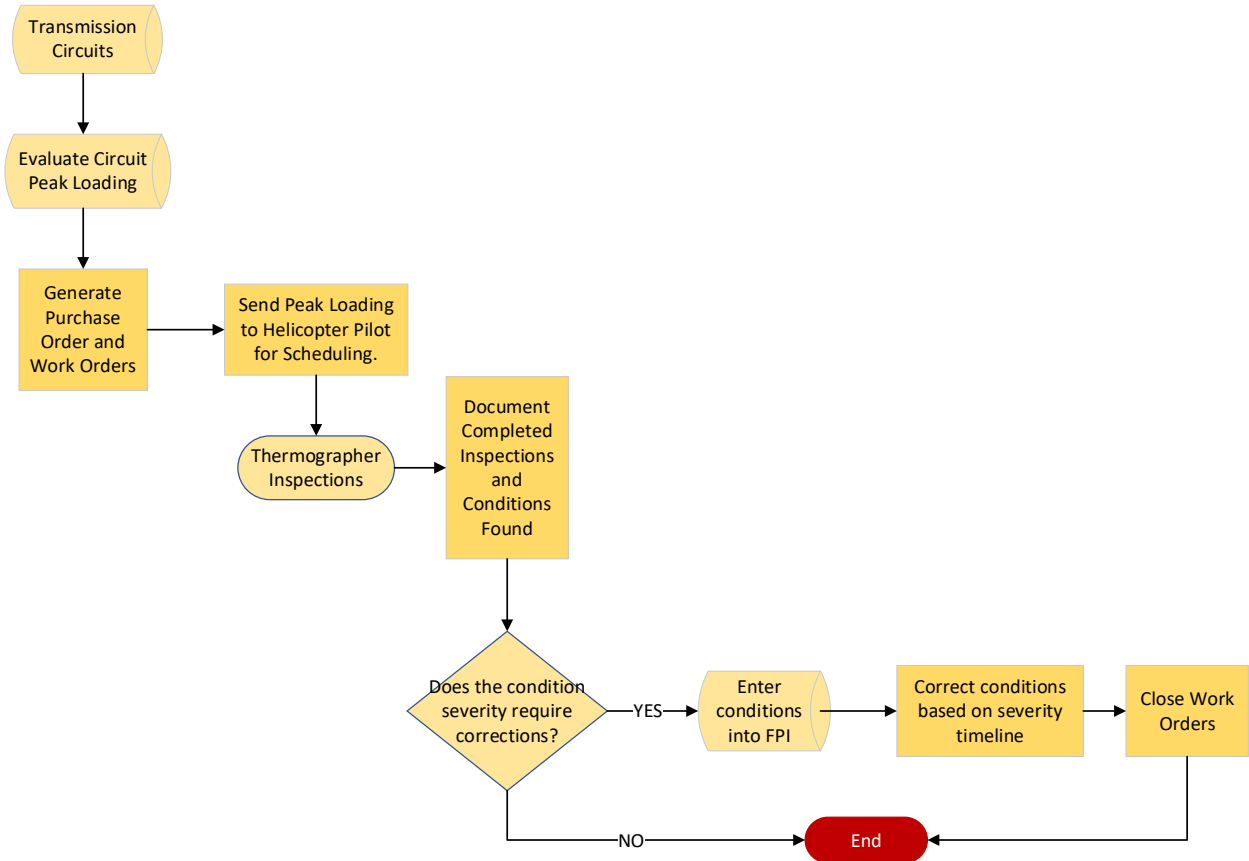 Transmission
Circuits
Evaluate Circuit
Peak Loading
Generate
Purchase
Order and
Work Orders
Send Peak Loading
to Helicopter Pilot
for Scheduling.
Thermographer
Inspections
Document
Completed
Inspections
and
Conditions
Found
Does the condition
severity require
corrections?
YES
Enter
conditions
into FPI
Correct conditions
based on severity
timeline
Close Work
Orders
NO
End